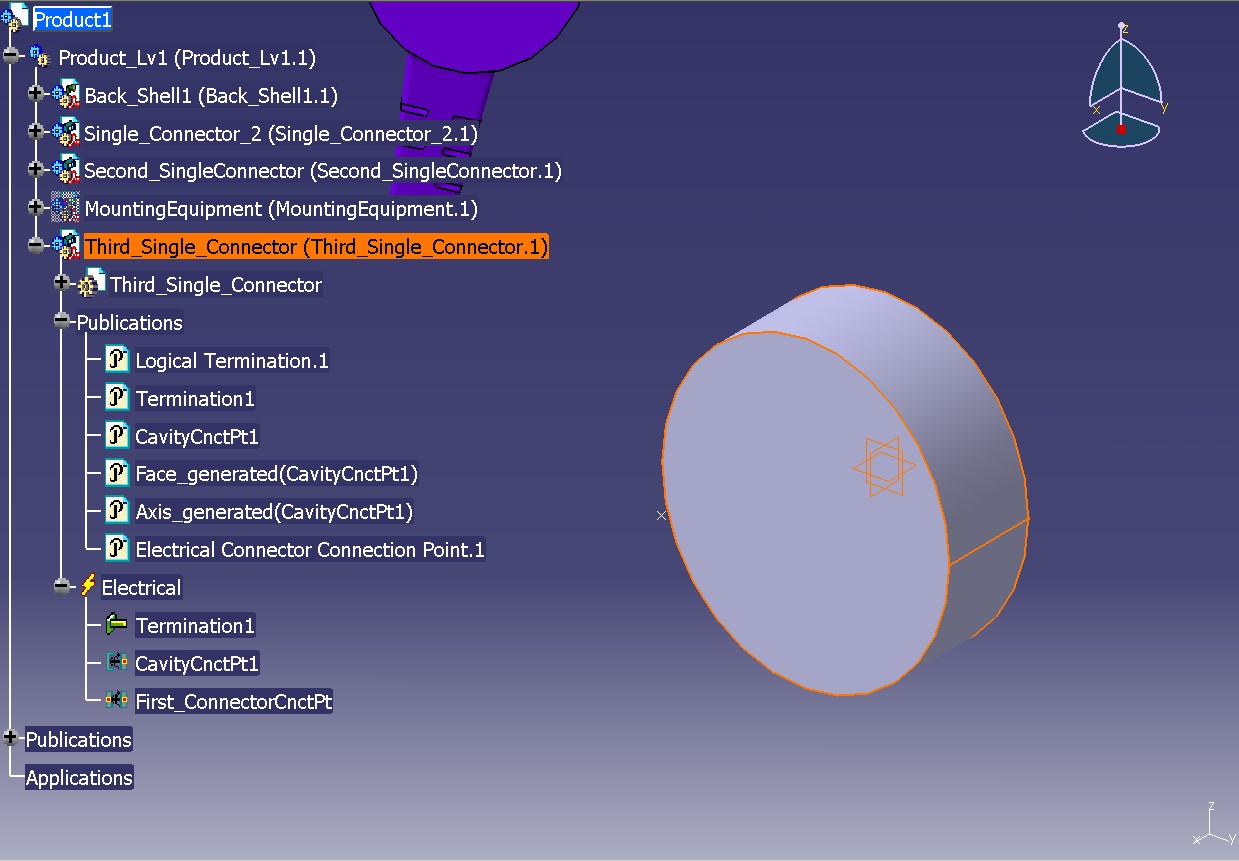 Product1
Product_Lv1 (Product_Lv1.1)
Back_Shell1 (Back_Shell1.1)
Single_Connector_2 (Single_Connector_2.1)
Second_SingleConnector (Second_SingleConnector.1)
MountingEquipment (MountingEquipment.1)
Third_Single_Connector (Third_Single_Connector.1)
Third_Single_Connector
Publications
Logical Termination.1
Termination1
CavityCnctPt1
Face_generated(CavityCnctPt1)
Axis_generated(CavityCnctPt1)
Electrical Connector Connection Point.1
Electrical
Termination1
CavityCnctPt1
First_ConnectorCnctPt
Publications
Applications
z
x y
z
x y